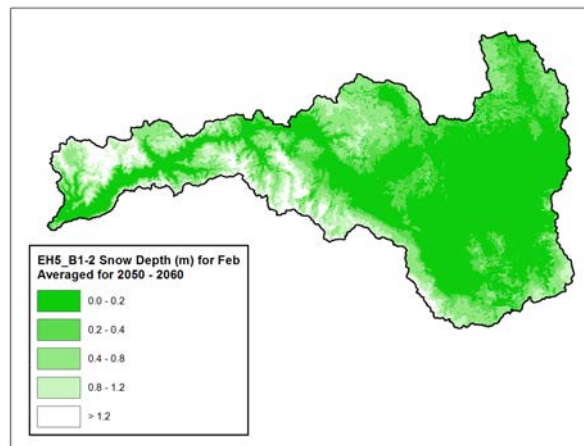 EH5_B1-2 Snow Depth (m) for Feb
Averaged for 2050 - 2060
0.0 - 0.2
0.2 - 0.4
0.4 - 0.8
0.8 - 1.2
> 1.2